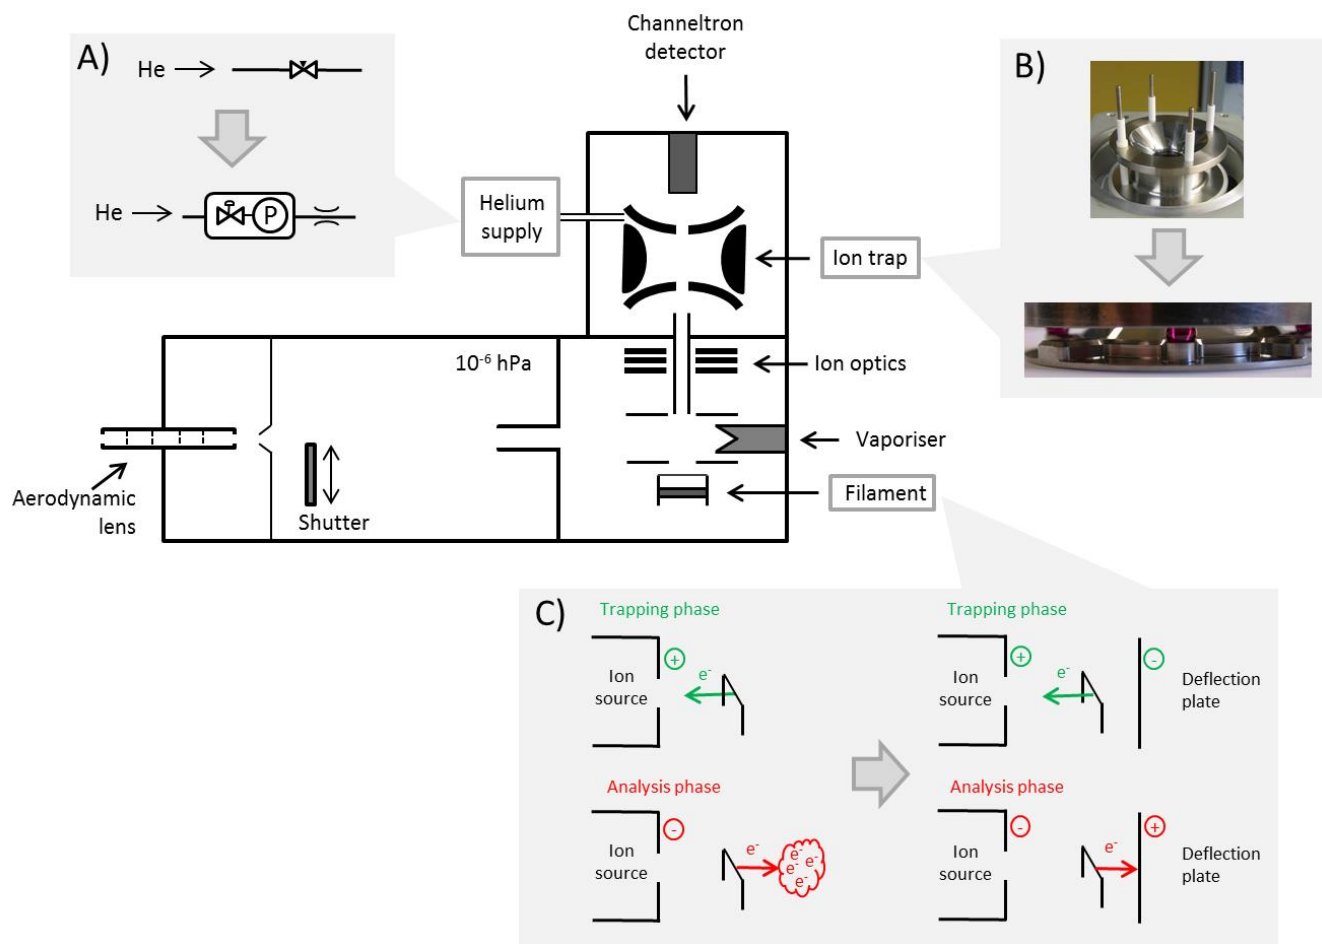 Channeltron
detector
A)
He
He
P
Helium
supply
B)
Ion trap
10-6 hPa
Ion optics
Vaporiser
Aerodynamic
lens
Shutter
Filament
C)
Trapping phase
+
Ion
source
e-
Trapping phase
+
-
Ion
source
e-
Deflection
plate
Analysis phase
-
Ion
source
e-
e-
e-
e-
e-
Analysis phase
-
+
Ion
source
e-
Deflection
plate